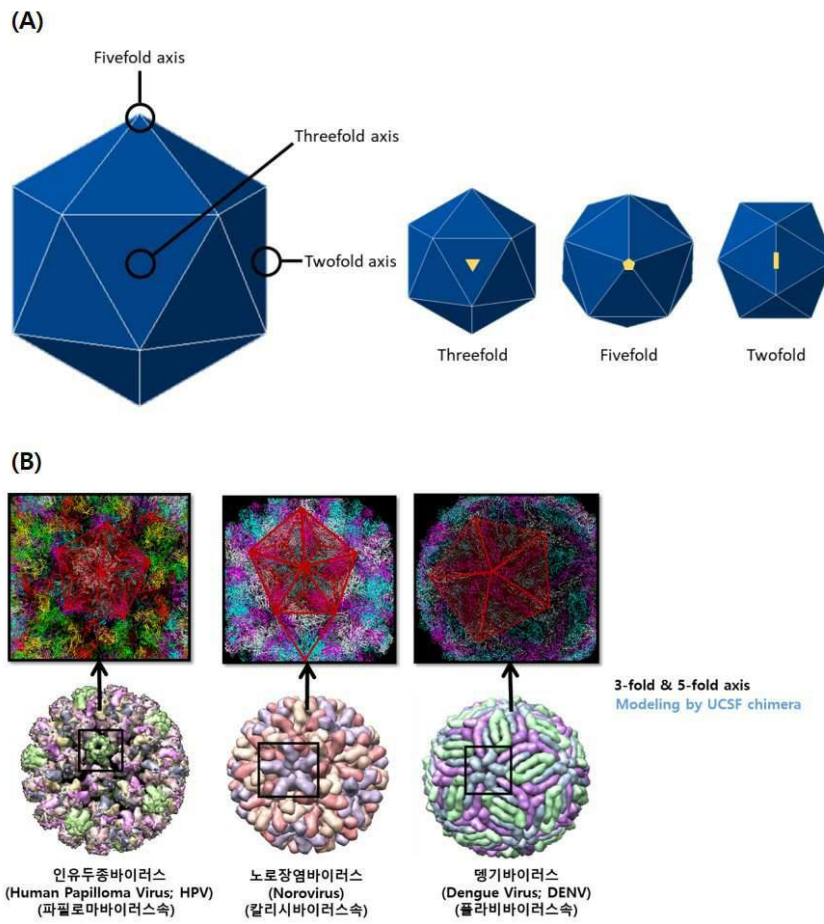 (A)
Fivefold axis
Threefold axis
Twofold axis
Threefold
Fivefold
Twofold
(B)
3-fold & 5-fold axis
Modeling by UCSF chimera
인유두종바이러스
(Human Papilloma Virus; HPV)
(파필로마바이러스속)
노로장염바이러스
(Norovirus)
(칼리시바이러스속)
뎅기바이러스
(Dengue Virus; DENV)
(플라비바이러스속)